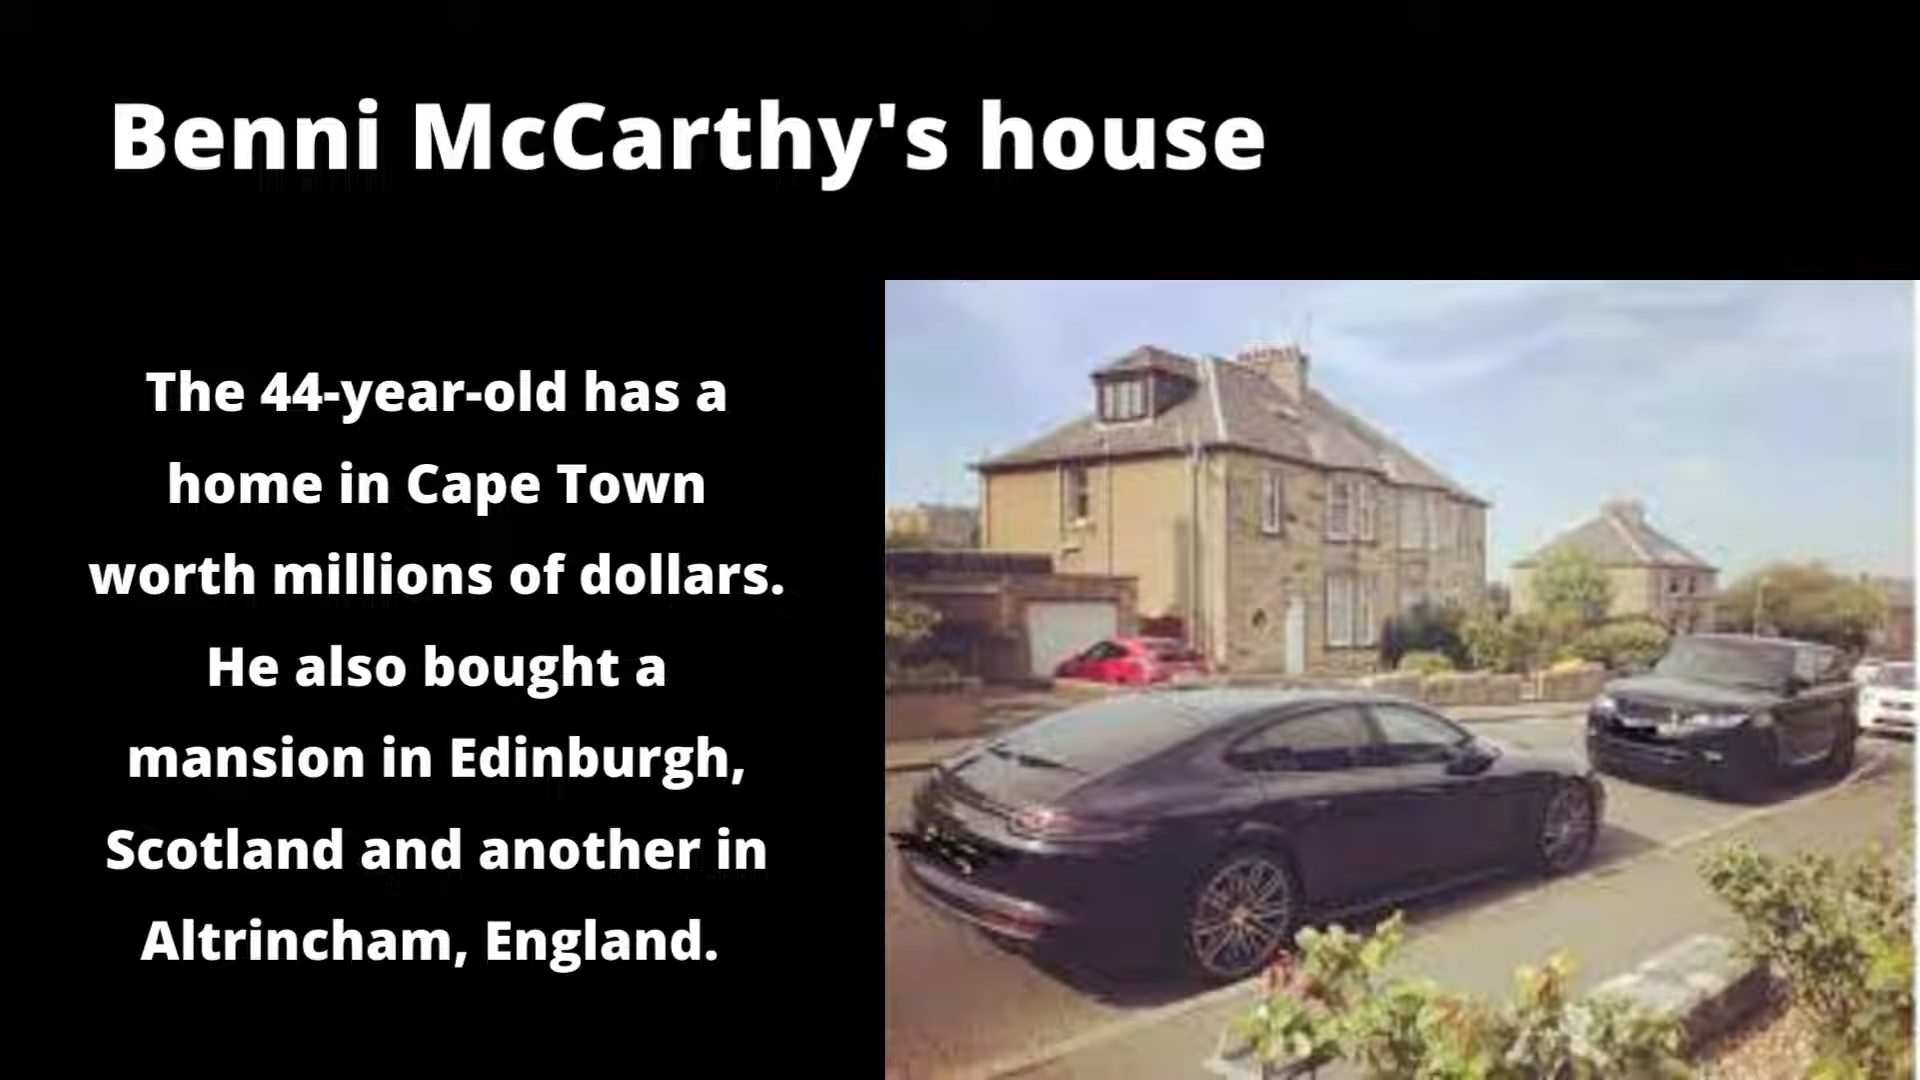 Benni McCarthy's house
The 44-year-old has a
home in Cape Town
worth millions of dollars.
He also bought a
mansion in Edinburgh,
Scotland and another in
Altrincham, England.